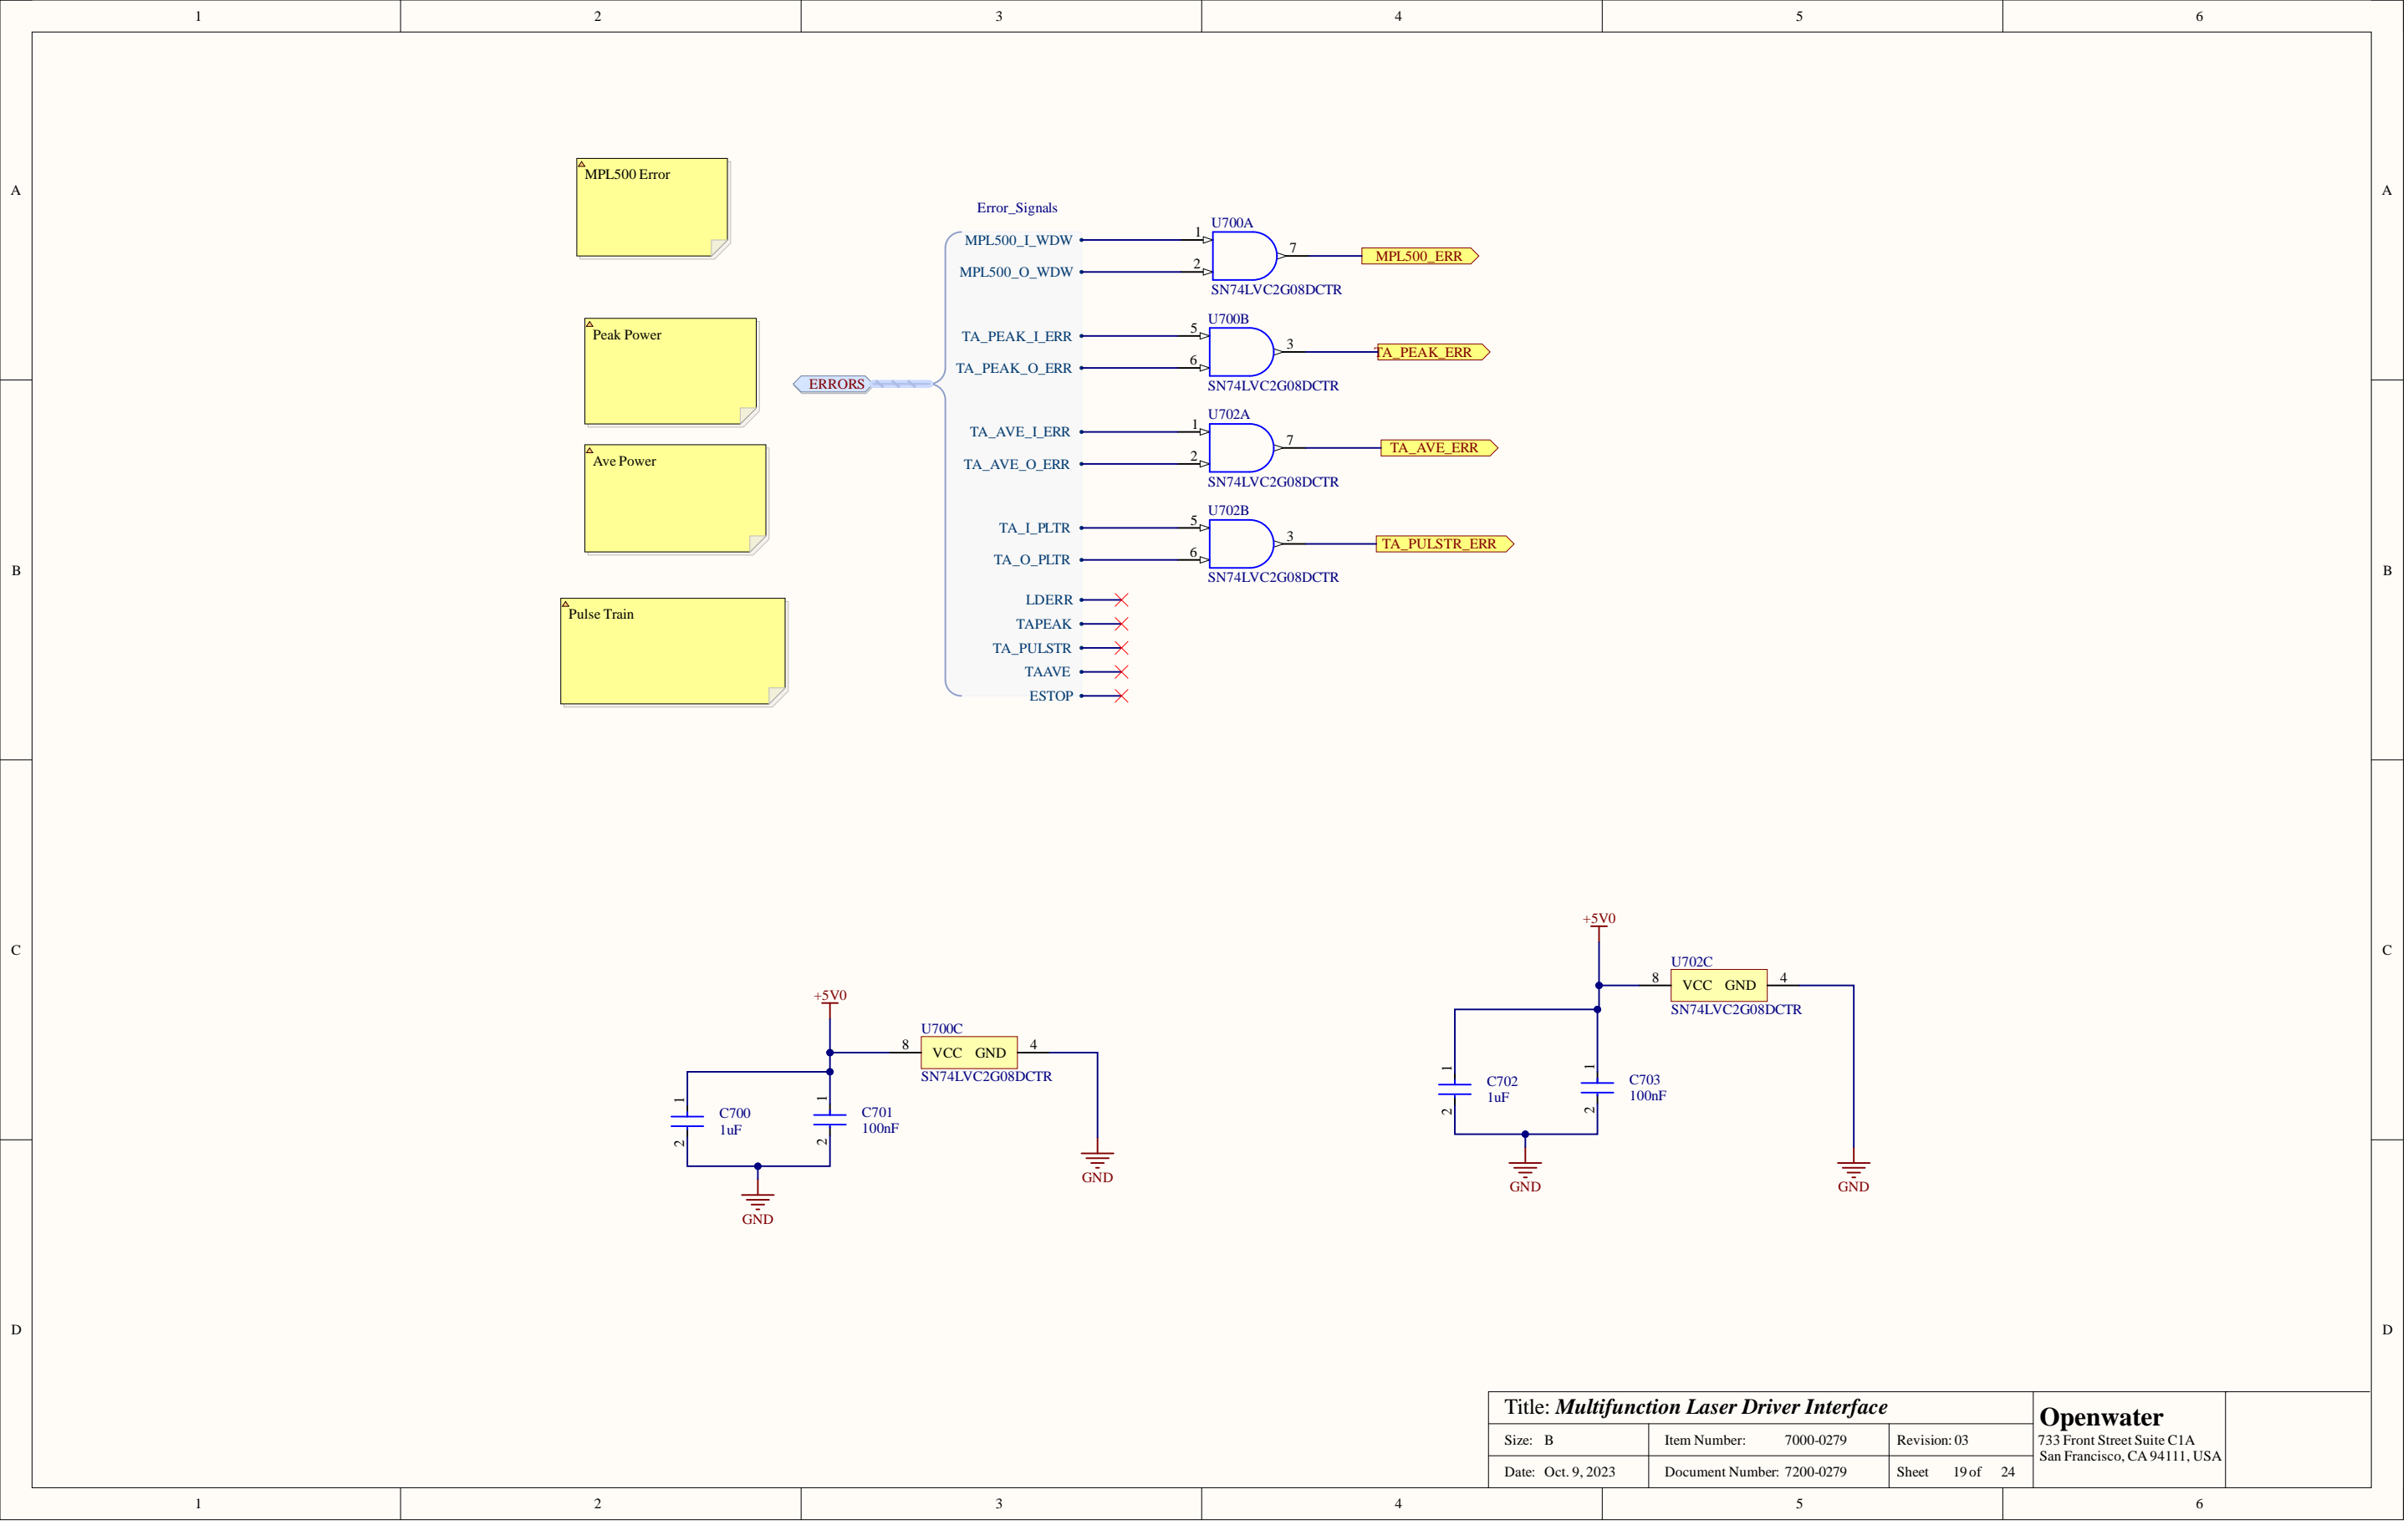 1 2 3 4 5 6
A A
MPL500 Error
Error_Signals
MPL500_I_WDW 1 U700A 7 MPL500_ERR
MPL500_O_WDW 2
SN74LVC2G08DCTR
Peak Power
TA_PEAK_I_ERR 5 U700B 3 TA_PEAK_ERR
TA_PEAK_O_ERR 6
SN74LVC2G08DCTR
ERRORS
Ave Power
TA_AVE_I_ERR 1 U702A 7 TA_AVE_ERR
TA_AVE_O_ERR 2
SN74LVC2G08DCTR
TA_I_PLTR 5 U702B 3 TA_PULSTR_ERR
TA_O_PLTR 6
SN74LVC2G08DCTR
B B
Pulse Train
LDERR
TAPEAK
TA_PULSTR
TAAVE
ESTOP
C C
+5V0
U700C
8 VCC GND 4
SN74LVC2G08DCTR
1 C700
1uF
2
1 C701
100nF
2
GND
GND
+5V0
U702C
8 VCC GND 4
SN74LVC2G08DCTR
1 C702
1uF
2
1 C703
100nF
2
GND
GND
D D
Title: Multifunction Laser Driver Interface
Size: B Item Number: 7000-0279 Revision: 03
Date: Oct. 9, 2023 Document Number: 7200-0279 Sheet 19 of 24
Openwater
733 Front Street Suite C1A
San Francisco, CA 94111, USA
1 2 3 4 5 6